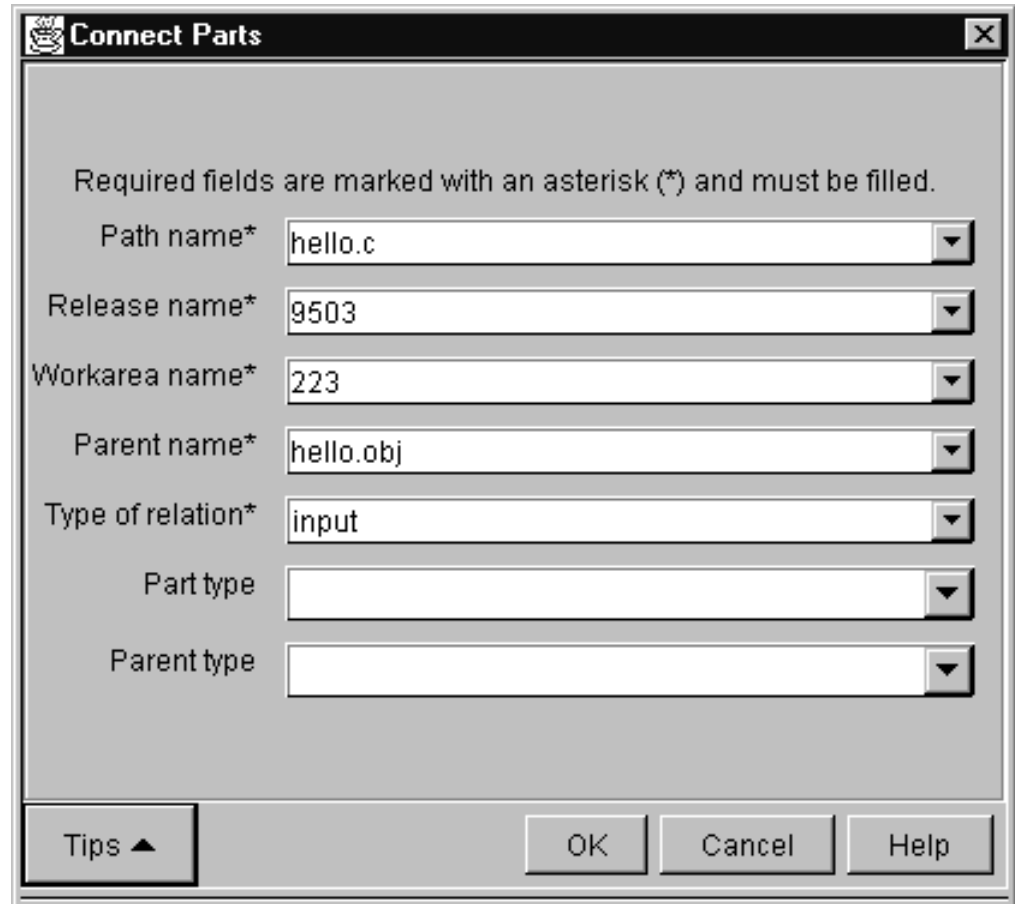 Connect Parts
Required fields are marked with an asterisk (*) and must be filled.
Path name* hello.c
Release name* 9503
Workarea name* 223
Parent name* hello.obj
Type of relation* input
Part type
Parent type
Tips OK Cancel Help